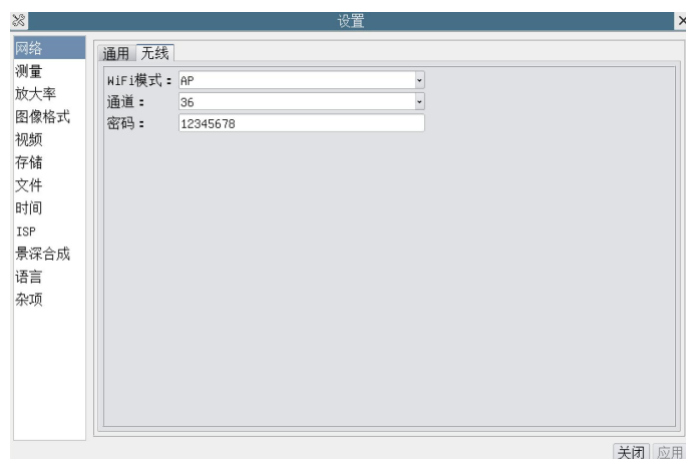 设置
网络
测量
放大率
图像格式
视频
存储
文件
时间
ISP
景深合成
语言
杂项
通用 无线
WiFi模式: AP
通道: 36
密码: 12345678
关闭 应用